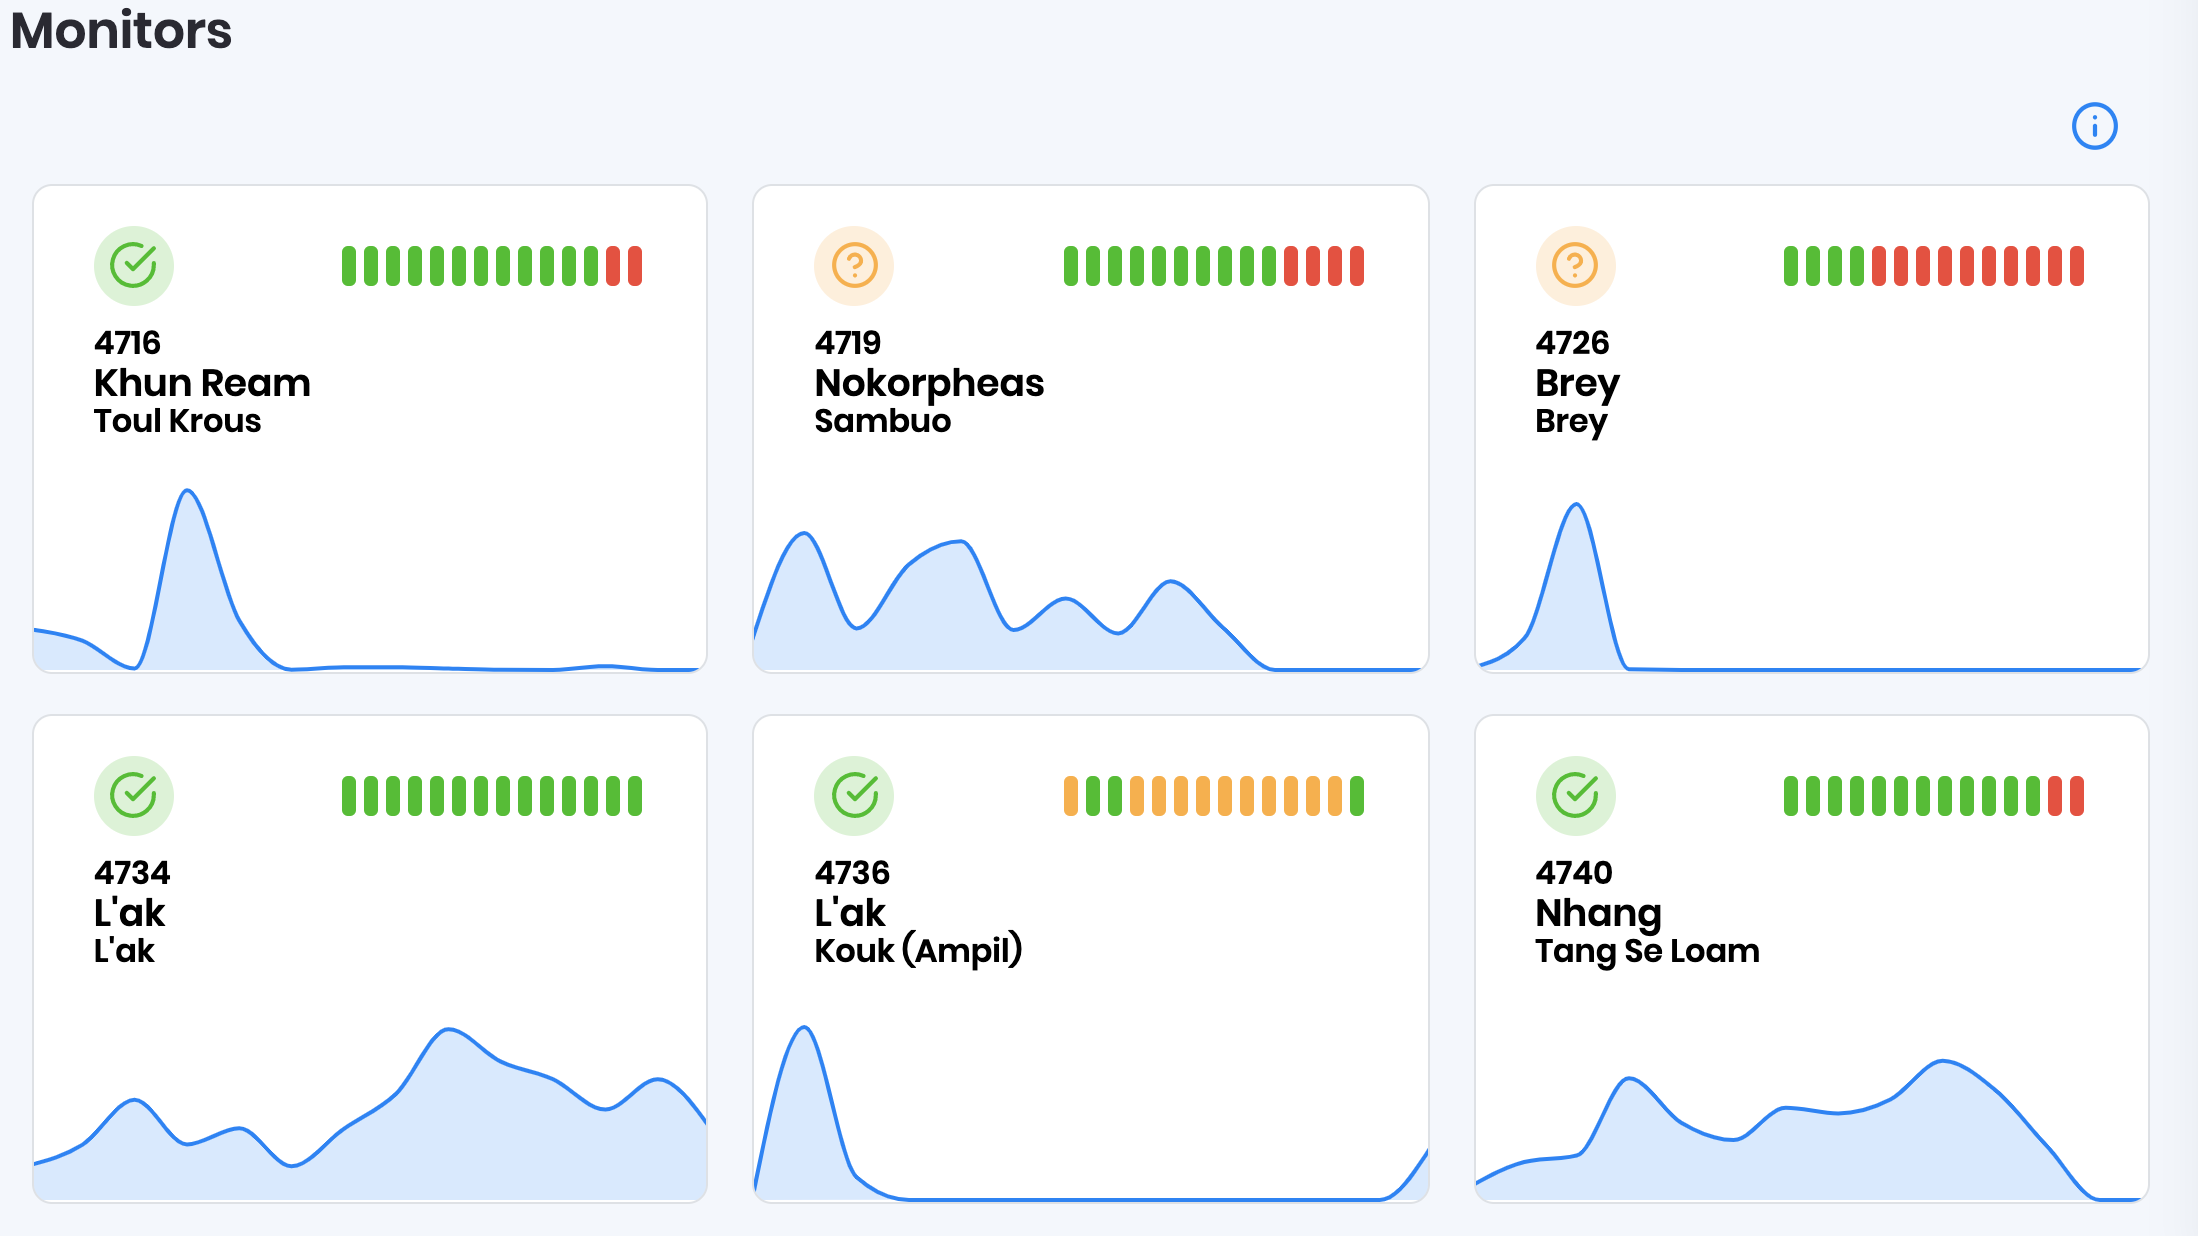 Monitors
4716
Khun Ream
Toul Krous
4719
Nokorpheas
Sambuo
4726
Brey
Brey
4734
L'ak
L'ak
4736
L'ak
Kouk (Ampil)
4740
Nhang
Tang Se Loam